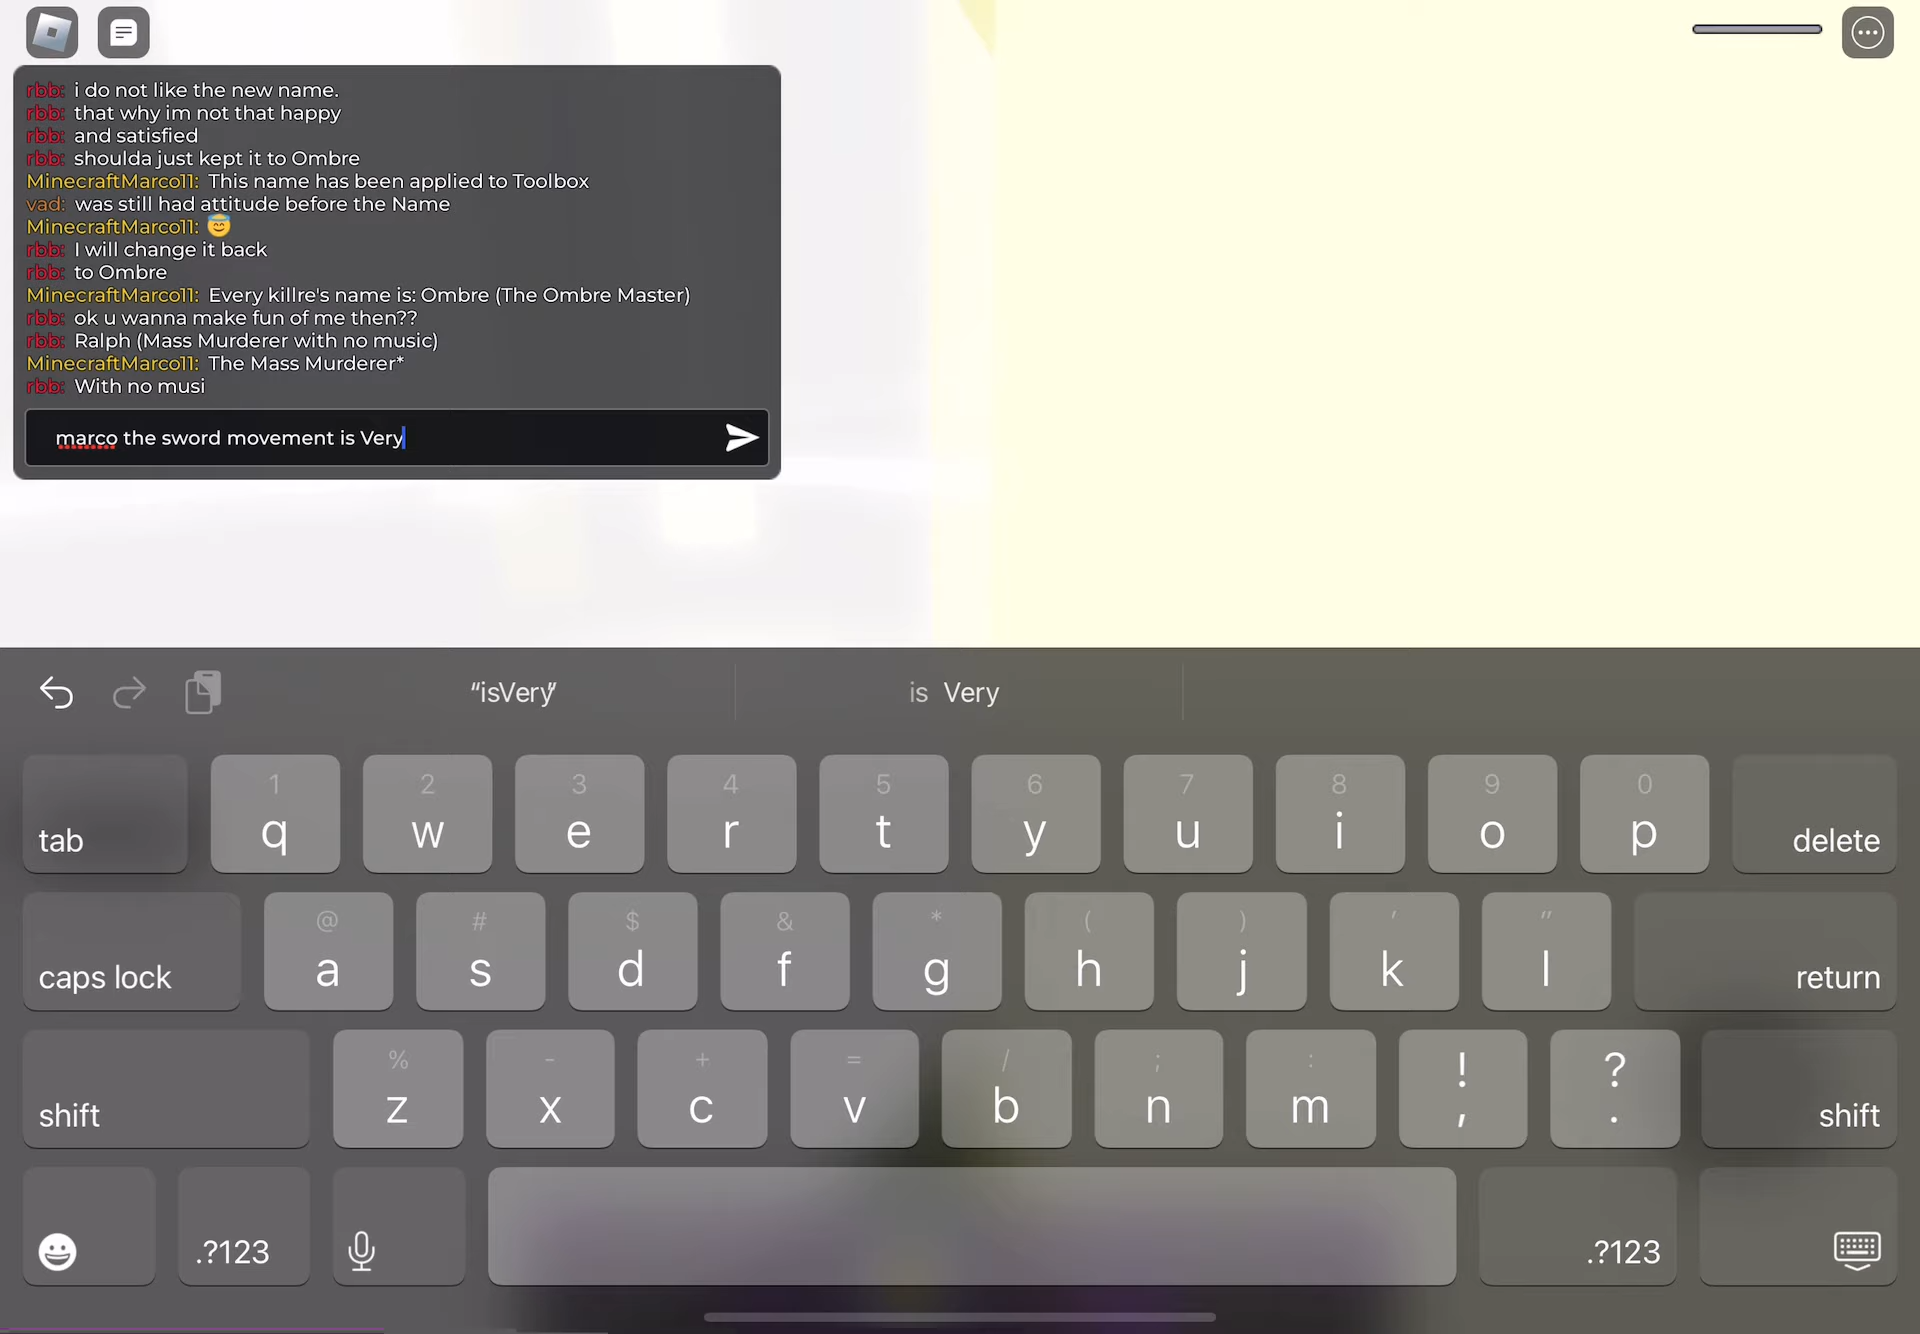 rbb: i do not like the new name.
rbb: that why im not that happy
rbb: and satisfied
rbb: shoulda just kept it to Ombre
MinecraftMarco11: This name has been applied to Toolbox
vad: was still had attitude before the Name
MinecraftMarco11: 😇
rbb: I will change it back
rbb: to Ombre
MinecraftMarco11: Every killre's name is: Ombre (The Ombre Master)
rbb: ok u wanna make fun of me then??
rbb: Ralph (Mass Murderer with no music)
MinecraftMarco11: The Mass Murderer*
rbb: With no musi
marco the sword movement is Very
“isVery” is Very
1 2 3 4 5 6 7 8 9 0
tab q w e r t y u i o p delete
@ # $ & * ( ) ' "
caps lock a s d f g h j k l return
% - + = / ; : ! ?
shift z x c v b n m , . shift
.?123 .?123